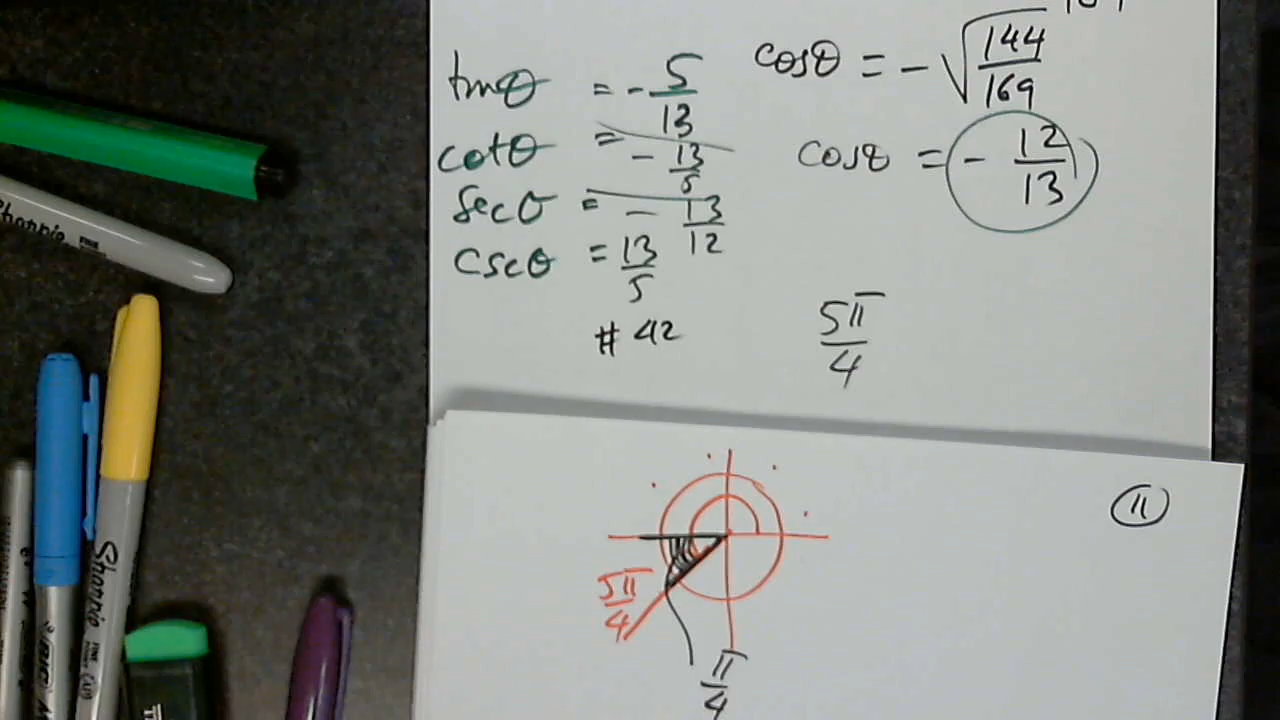 tanθ = - 5/13
cotθ = - 13/5
secθ = - 13/12
cscθ = 13/5
# 42
cosθ = - √144/169
cosθ = - 12/13
5π/4
11
5π/4
π/4
Sharpie
Sharpie
BIC